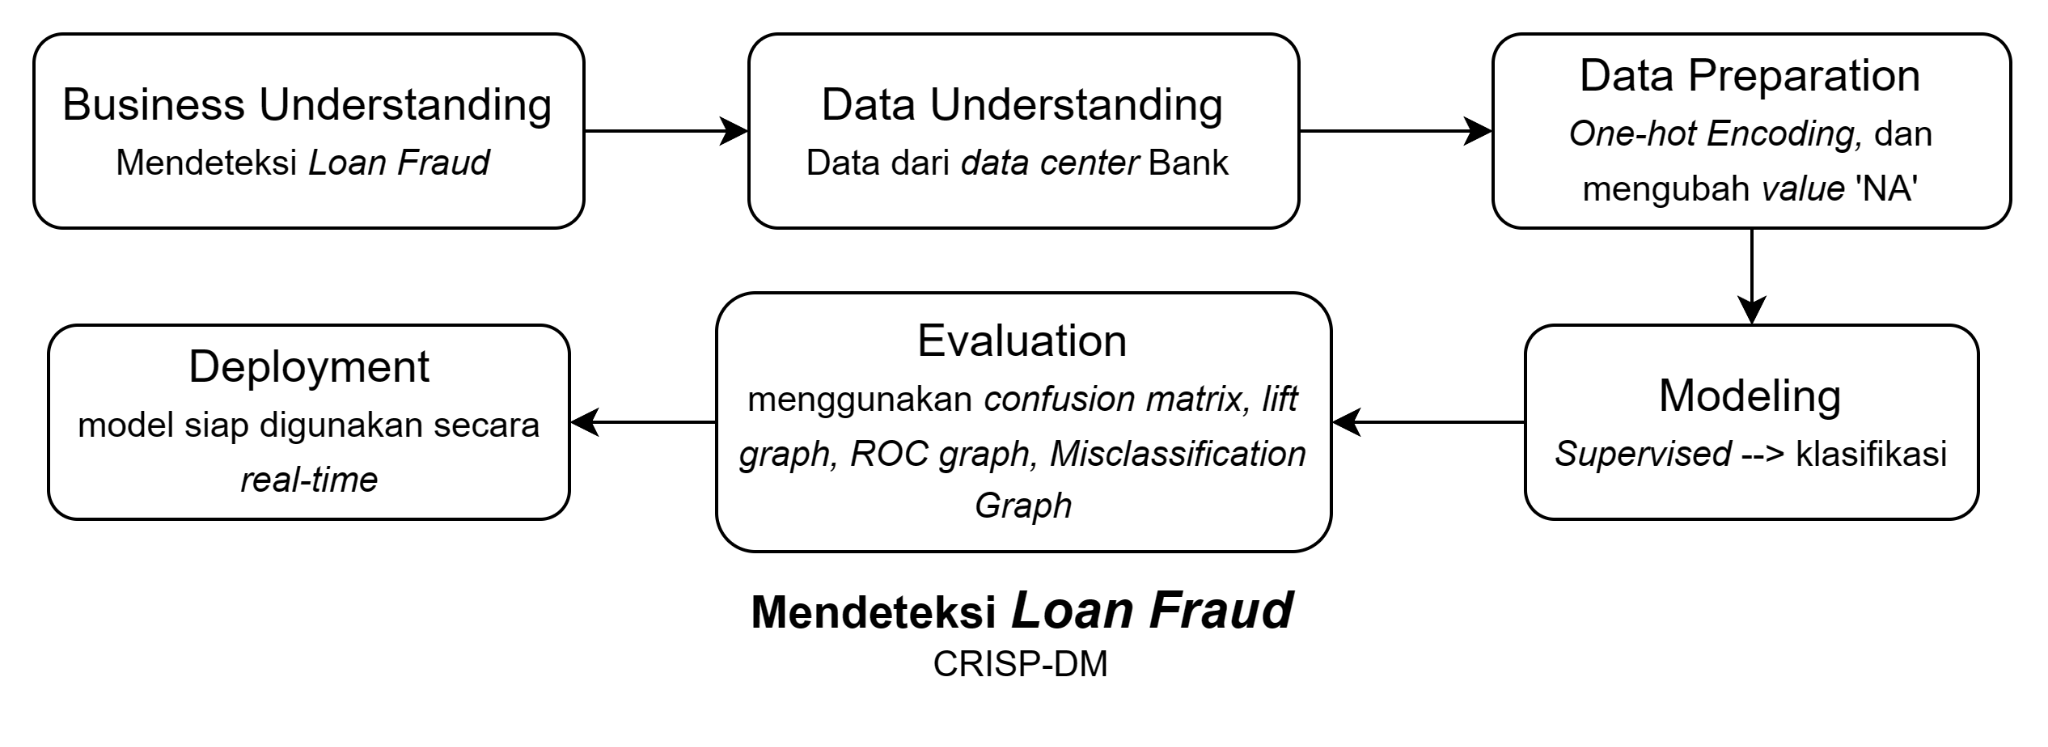 Business Understanding
Mendeteksi Loan Fraud
Data Understanding
Data dari data center Bank
Data Preparation
One-hot Encoding, dan
mengubah value 'NA'
Modeling
Supervised --> klasifikasi
Evaluation
menggunakan confusion matrix, lift
graph, ROC graph, Misclassification
Graph
Deployment
model siap digunakan secara
real-time
Mendeteksi Loan Fraud
CRISP-DM